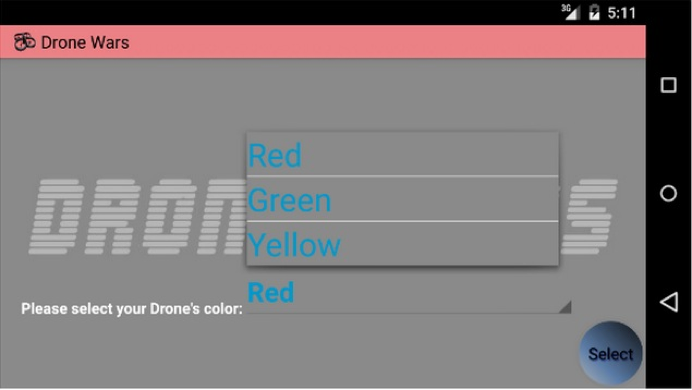 3G 5:11
Drone Wars
Red
Green
Yellow
Please select your Drone's color: Red
Select